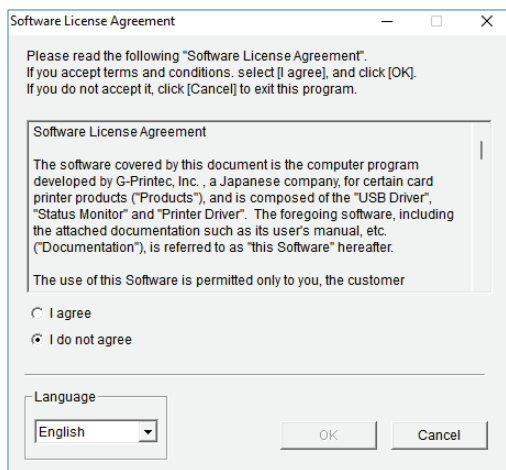 Software License Agreement
Please read the following "Software License Agreement".
If you accept terms and conditions. select [I agree], and click [OK].
If you do not accept it, click [Cancel] to exit this program.
Software License Agreement
The software covered by this document is the computer program
developed by G-Printec, Inc. , a Japanese company, for certain card
printer products ("Products"), and is composed of the "USB Driver",
"Status Monitor" and "Printer Driver".  The foregoing software, including
the attached documentation such as its user's manual, etc.
("Documentation"), is referred to as "this Software" hereafter.
The use of this Software is permitted only to you, the customer
I agree
I do not agree
Language
English
OK
Cancel